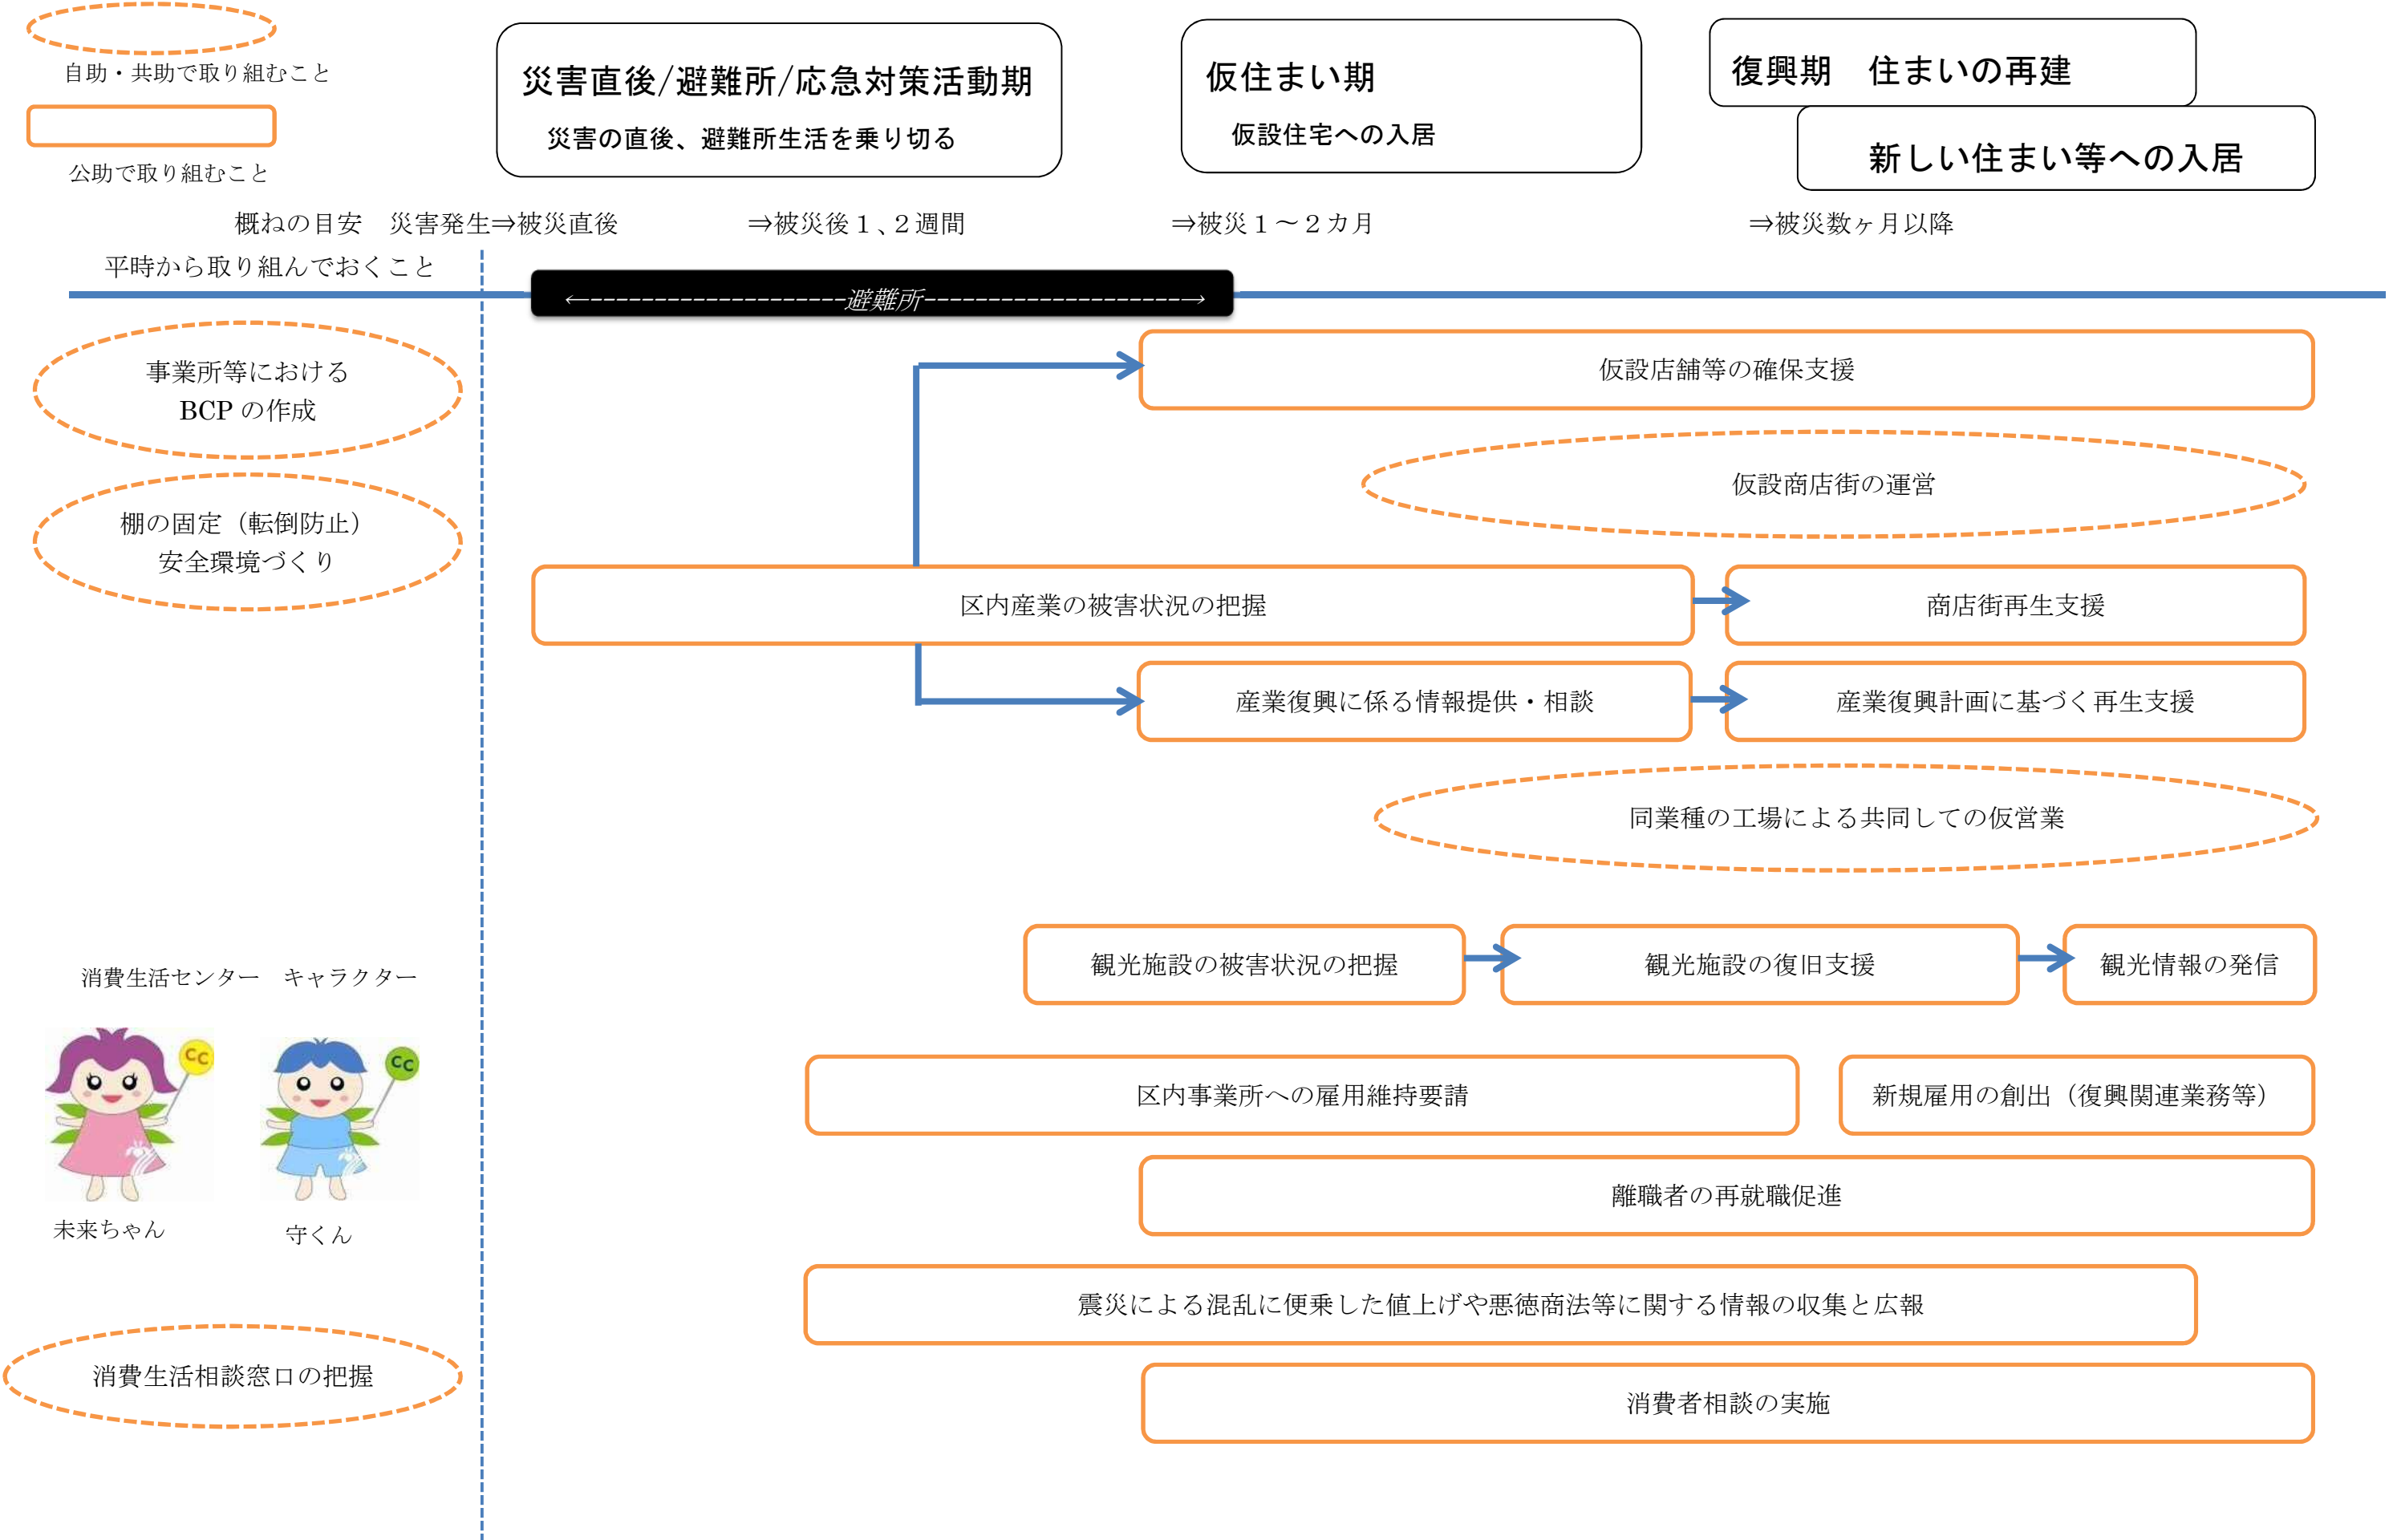 自助・共助で取り組むこと
公助で取り組むこと
災害直後/避難所/応急対策活動期
災害の直後、避難所生活を乗り切る
仮住まい期
仮設住宅への入居
復興期　住まいの再建
新しい住まい等への入居
概ねの目安　災害発生⇒被災直後
⇒被災後１、２週間
⇒被災１～２カ月
⇒被災数ヶ月以降
平時から取り組んでおくこと
←--------------------避難所--------------------→
事業所等における
BCP の作成
棚の固定（転倒防止）
安全環境づくり
仮設店舗等の確保支援
仮設商店街の運営
区内産業の被害状況の把握
商店街再生支援
産業復興に係る情報提供・相談
産業復興計画に基づく再生支援
同業種の工場による共同しての仮営業
観光施設の被害状況の把握
観光施設の復旧支援
観光情報の発信
消費生活センター　キャラクター
CC
CC
未来ちゃん
守くん
区内事業所への雇用維持要請
新規雇用の創出（復興関連業務等）
離職者の再就職促進
震災による混乱に便乗した値上げや悪徳商法等に関する情報の収集と広報
消費生活相談窓口の把握
消費者相談の実施